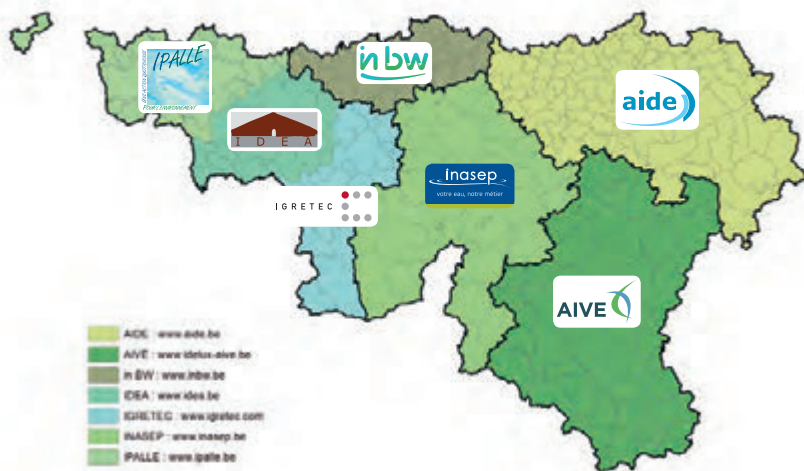 IPALLE
POUR L'ENVIRONNEMENT
in bw
aide
IDEA
inasep
votre eau, notre métier
IGRETEC
AIVE
AIDE : www.aide.be
AIVE : www.idelux-aive.be
in BW : www.inbw.be
IDEA : www.idea.be
IGRETEC : www.igretec.com
INASEP : www.inasep.be
IPALLE : www.ipalle.be